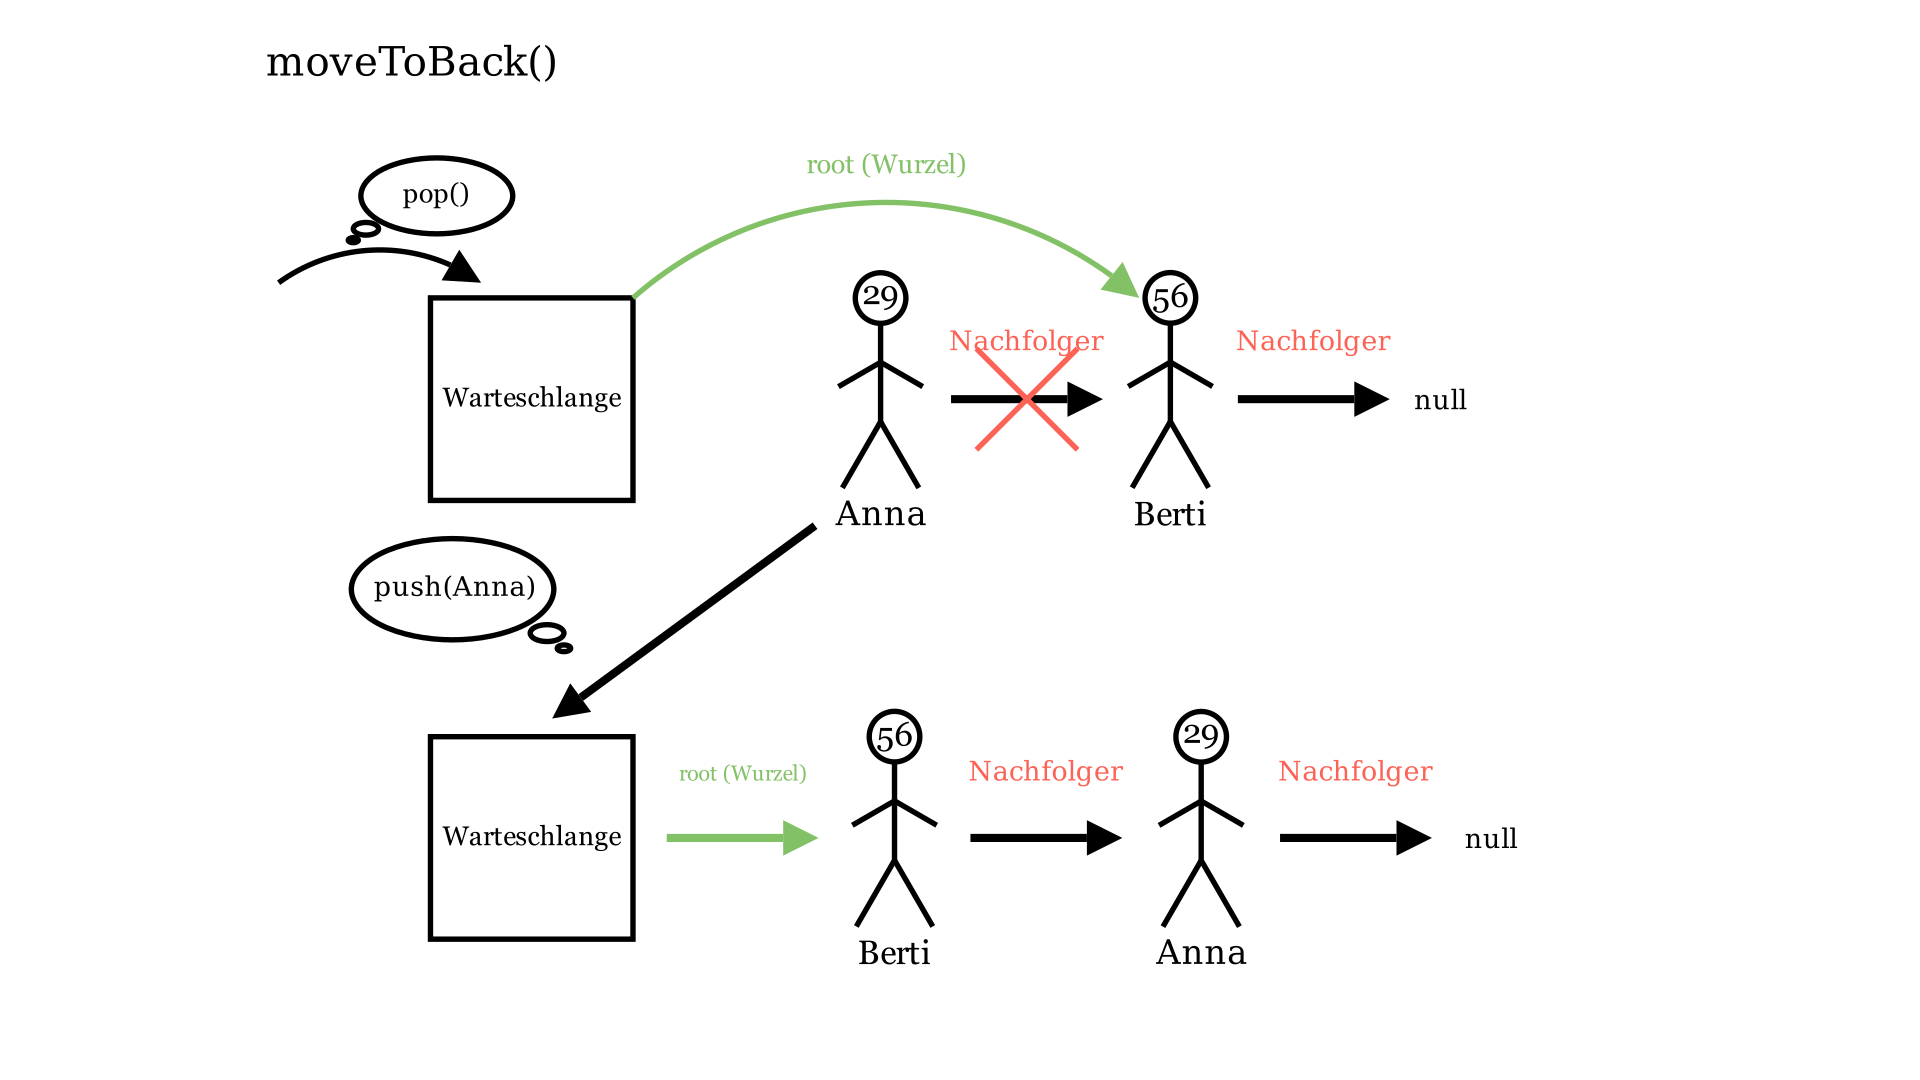 moveToBack()
pop()
root (Wurzel)
29
56
Nachfolger
Nachfolger
Warteschlange
null
Anna
Berti
push(Anna)
56
29
root (Wurzel)
Nachfolger
Nachfolger
Warteschlange
null
Berti
Anna